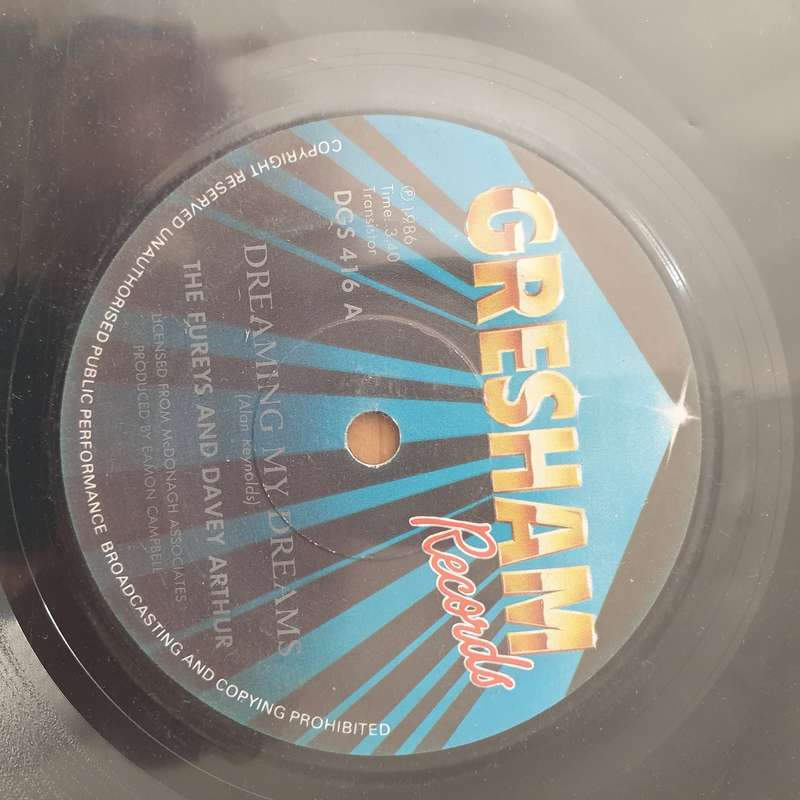 GRESHAM
Records
℗ 1986
Time: 3.40
Transistor
DGS 416 A
DREAMING MY DREAMS
(Alan Reynolds)
THE FUREYS AND DAVEY ARTHUR
LICENSED FROM McDONAGH ASSOCIATES
PRODUCED BY EAMON CAMPBELL
COPYRIGHT RESERVED UNAUTHORISED PUBLIC PERFORMANCE BROADCASTING AND COPYING PROHIBITED